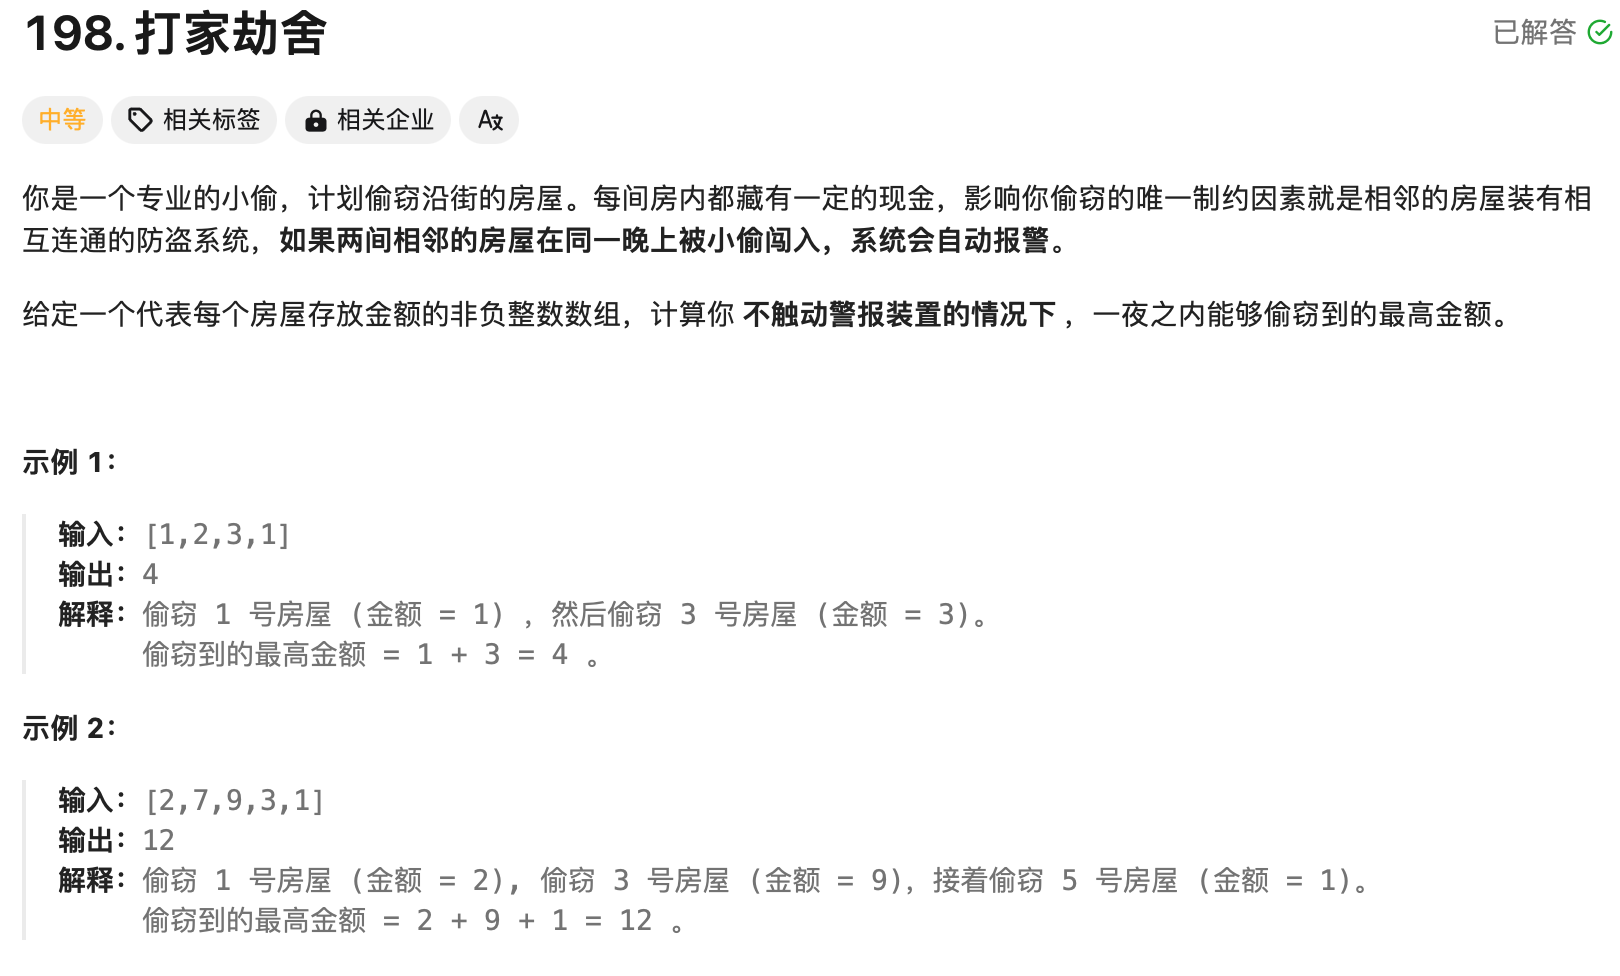 198. 打家劫舍
已解答
中等
相关标签
相关企业
A文
你是一个专业的小偷，计划偷窃沿街的房屋。每间房内都藏有一定的现金，影响你偷窃的唯一制约因素就是相邻的房屋装有相
互连通的防盗系统，如果两间相邻的房屋在同一晚上被小偷闯入，系统会自动报警。
给定一个代表每个房屋存放金额的非负整数数组，计算你 不触动警报装置的情况下 ，一夜之内能够偷窃到的最高金额。
示例 1：
输入：[1,2,3,1]
输出：4
解释：偷窃 1 号房屋 (金额 = 1) ，然后偷窃 3 号房屋 (金额 = 3)。
偷窃到的最高金额 = 1 + 3 = 4 。
示例 2：
输入：[2,7,9,3,1]
输出：12
解释：偷窃 1 号房屋 (金额 = 2), 偷窃 3 号房屋 (金额 = 9)，接着偷窃 5 号房屋 (金额 = 1)。
偷窃到的最高金额 = 2 + 9 + 1 = 12 。